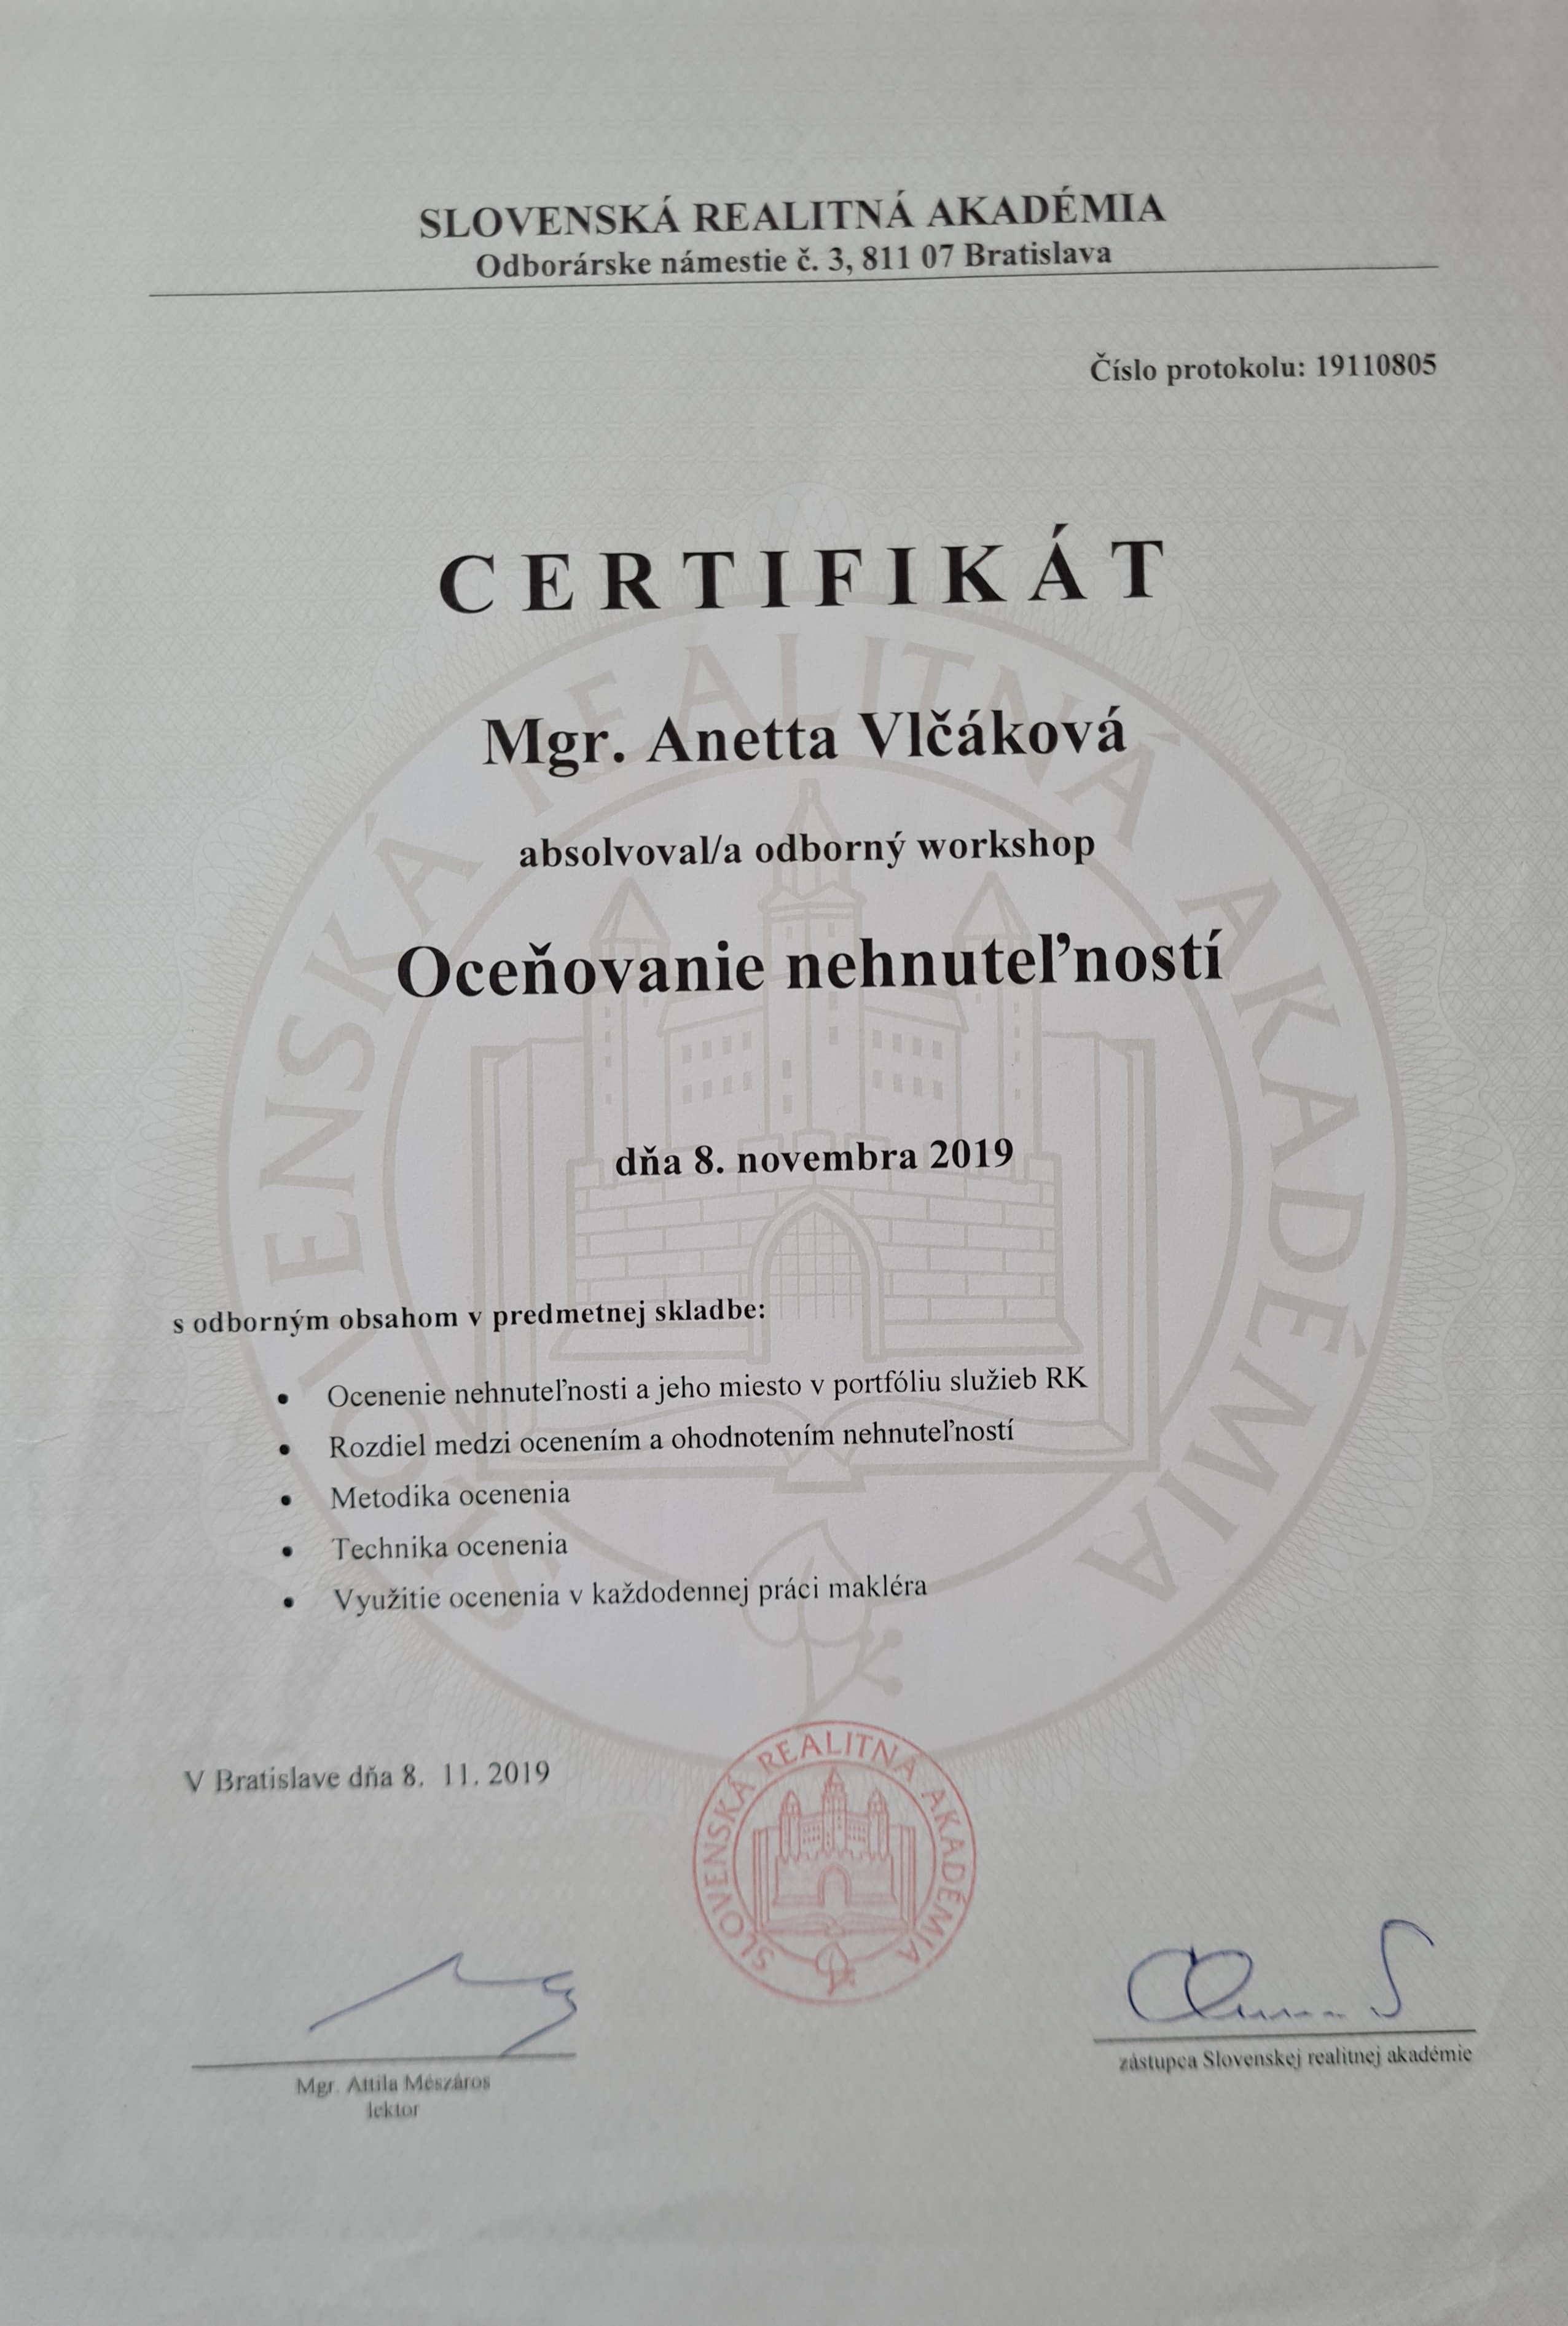 SLOVENSKÁ REALITNÁ AKADÉMIA
Odborárske námestie č. 3, 811 07 Bratislava
Číslo protokolu: 19110805
CERTIFIKÁT
Mgr. Anetta Vlčáková
absolvoval/a odborný workshop
Oceňovanie nehnuteľností
dňa 8. novembra 2019
s odborným obsahom v predmetnej skladbe:
• Ocenenie nehnuteľnosti a jeho miesto v portfóliu služieb RK
• Rozdiel medzi ocenením a ohodnotením nehnuteľností
• Metodika ocenenia
• Technika ocenenia
• Využitie ocenenia v každodennej práci makléra
V Bratislave dňa 8. 11. 2019
SLOVENSKÁ REALITNÁ AKADÉMIA
Mgr. Attila Mészáros
lektor
zástupca Slovenskej realitnej akadémie
SLOVENSKÁ REALITNÁ AKADÉMIA